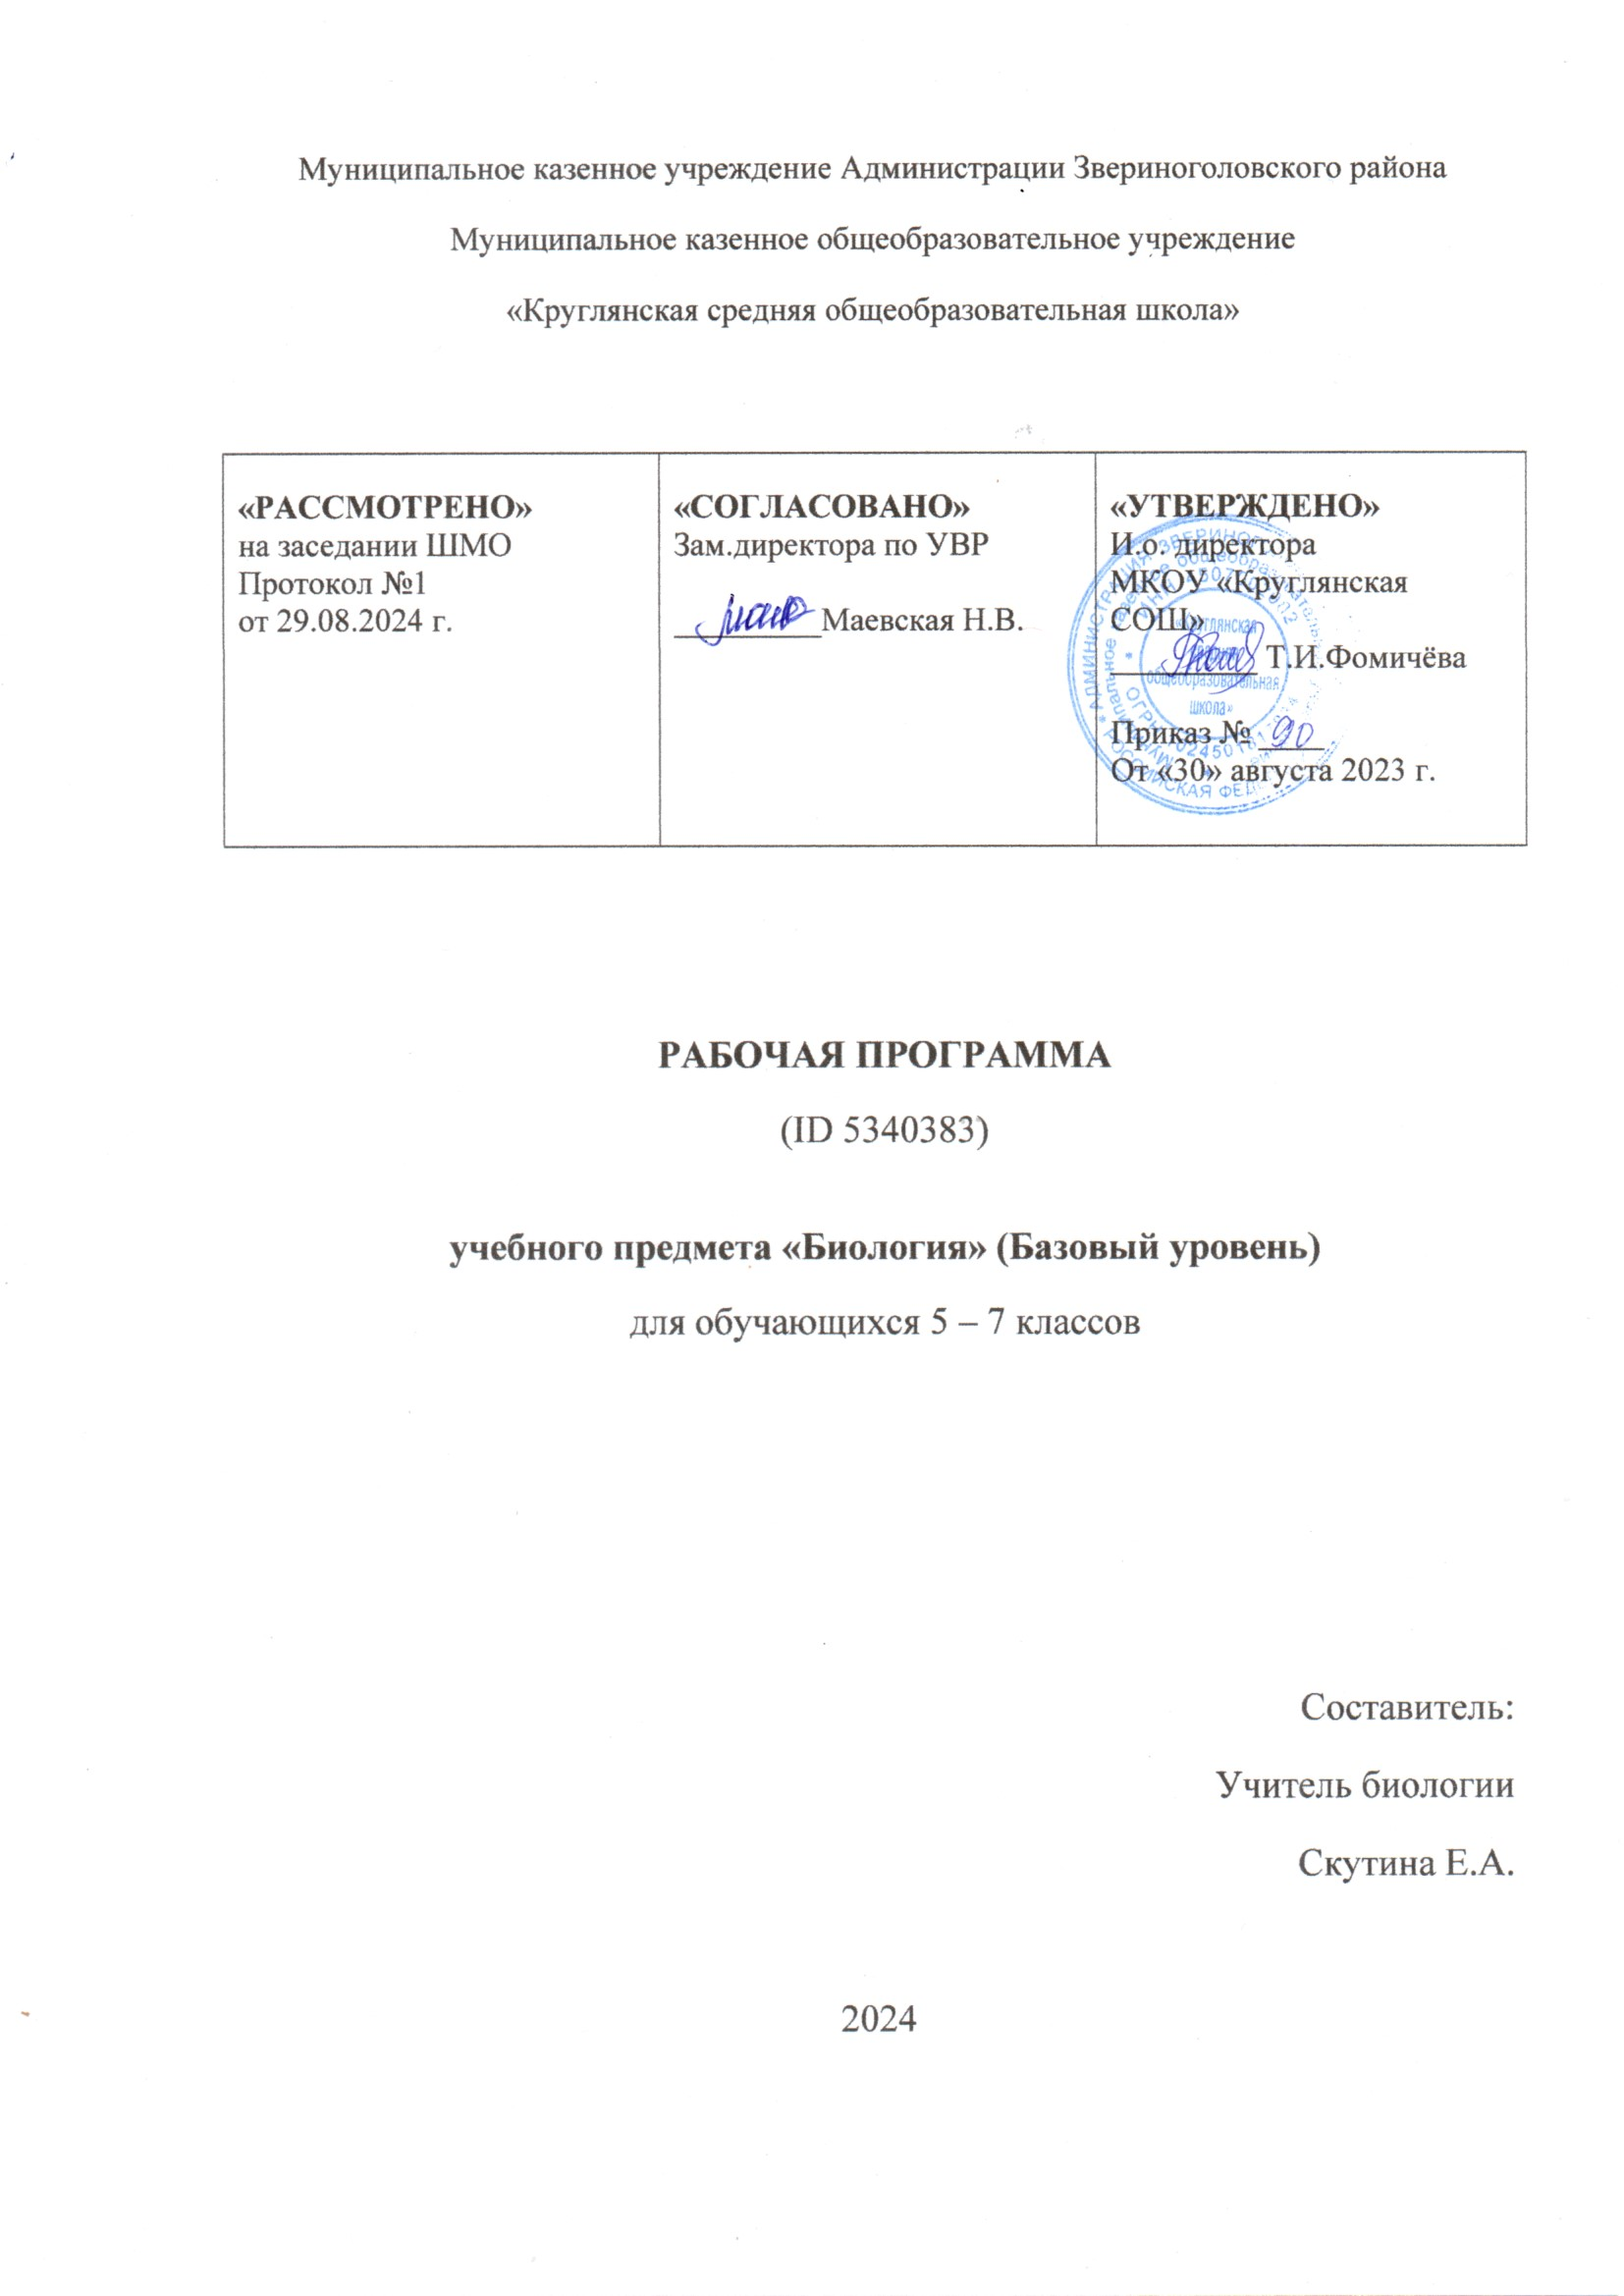 Муниципальное казенное учреждение Администрации Звериноголовского района
Муниципальное казенное общеобразовательное учреждение
«Круглянская средняя общеобразовательная школа»
«РАССМОТРЕНО»
на заседании ШМО
Протокол №1
от 29.08.2024 г.
«СОГЛАСОВАНО»
Зам.директора по УВР
Маевская Н.В.
«УТВЕРЖДЕНО»
И.о. директора
МКОУ «Круглянская
СОШ»
Т.И.Фомичёва
Приказ № 90
От «30» августа 2023 г.
«Круглянская
общеобразовательная
школа»
РАБОЧАЯ ПРОГРАММА
(ID 5340383)
учебного предмета «Биология» (Базовый уровень)
для обучающихся 5 – 7 классов
Составитель:
Учитель биологии
Скутина Е.А.
2024